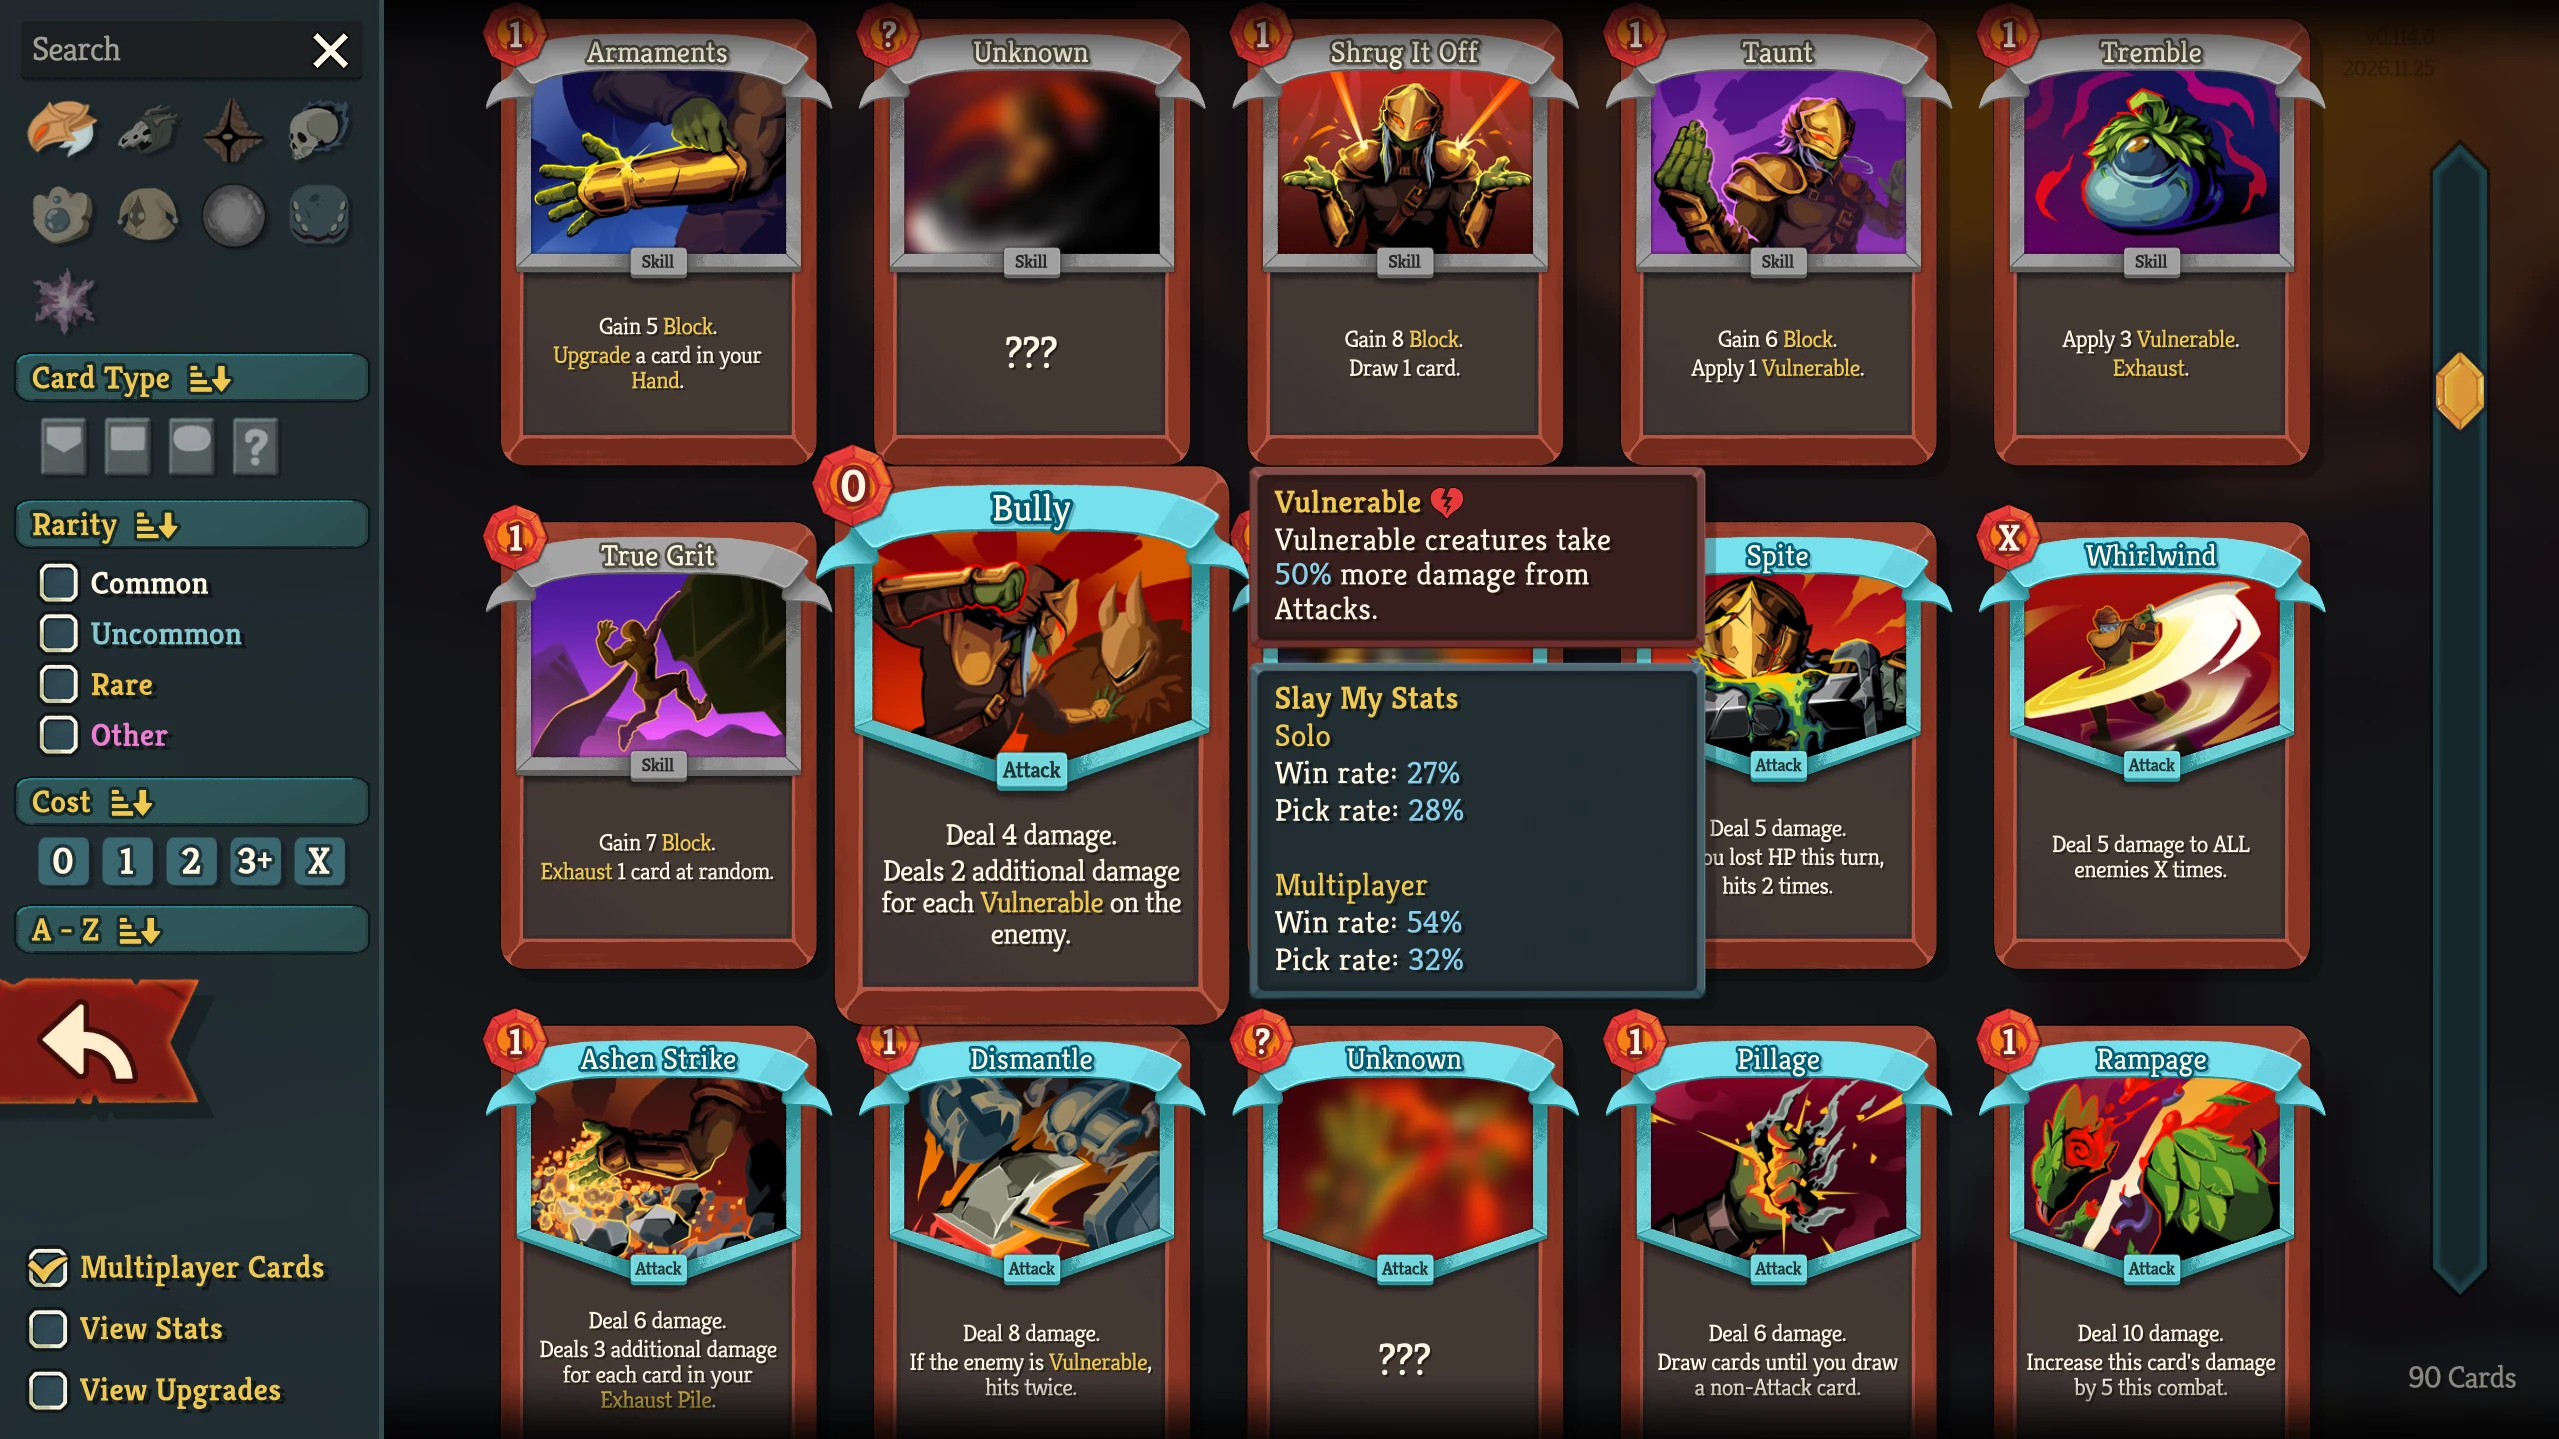 Search
Card Type
?
Rarity
Common
Uncommon
Rare
Other
Cost
0 1 2 3+ X
A - Z
Multiplayer Cards
View Stats
View Upgrades
1
Armaments
Skill
Gain 5 Block.
Upgrade a card in your
Hand.
?
Unknown
Skill
???
1
Shrug It Off
Skill
Gain 8 Block.
Draw 1 card.
1
Taunt
Skill
Gain 6 Block.
Apply 1 Vulnerable.
1
Tremble
Skill
Apply 3 Vulnerable.
Exhaust.
v0.114.0
2026.11.25
1
True Grit
Skill
Gain 7 Block.
Exhaust 1 card at random.
0
Bully
Attack
Deal 4 damage.
Deals 2 additional damage
for each Vulnerable on the
enemy.
Vulnerable
Vulnerable creatures take
50% more damage from
Attacks.
Slay My Stats
Solo
Win rate: 27%
Pick rate: 28%
Multiplayer
Win rate: 54%
Pick rate: 32%
Spite
Attack
Deal 5 damage.
lost HP this turn,
hits 2 times.
X
Whirlwind
Attack
Deal 5 damage to ALL
enemies X times.
1
Ashen Strike
Attack
Deal 6 damage.
Deals 3 additional damage
for each card in your
Exhaust Pile.
1
Dismantle
Attack
Deal 8 damage.
If the enemy is Vulnerable,
hits twice.
?
Unknown
Attack
???
1
Pillage
Attack
Deal 6 damage.
Draw cards until you draw
a non-Attack card.
1
Rampage
Attack
Deal 10 damage.
Increase this card's damage
by 5 this combat.
90 Cards